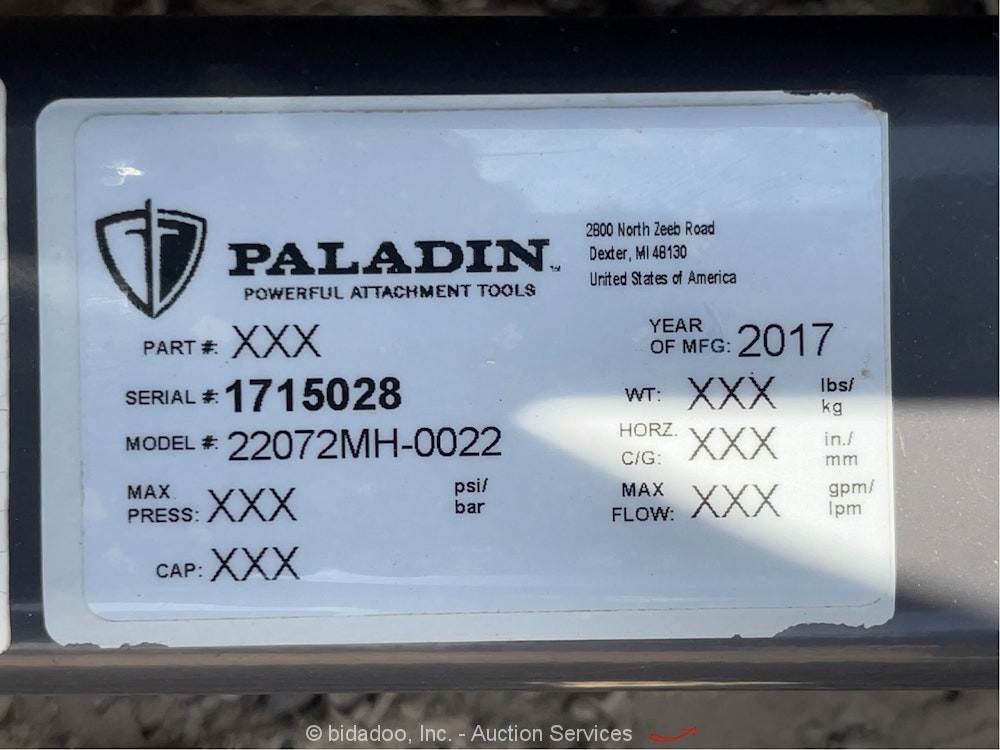 PALADIN™
POWERFUL ATTACHMENT TOOLS
2800 North Zeeb Road
Dexter, MI 48130
United States of America
PART #: XXX
YEAR OF MFG: 2017
SERIAL #: 1715028
WT: XXX lbs/ kg
MODEL #: 22072MH-0022
HORZ. C/G: XXX in./ mm
MAX PRESS: XXX psi/ bar
MAX FLOW: XXX gpm/ lpm
CAP: XXX
© bidadoo, Inc. - Auction Services